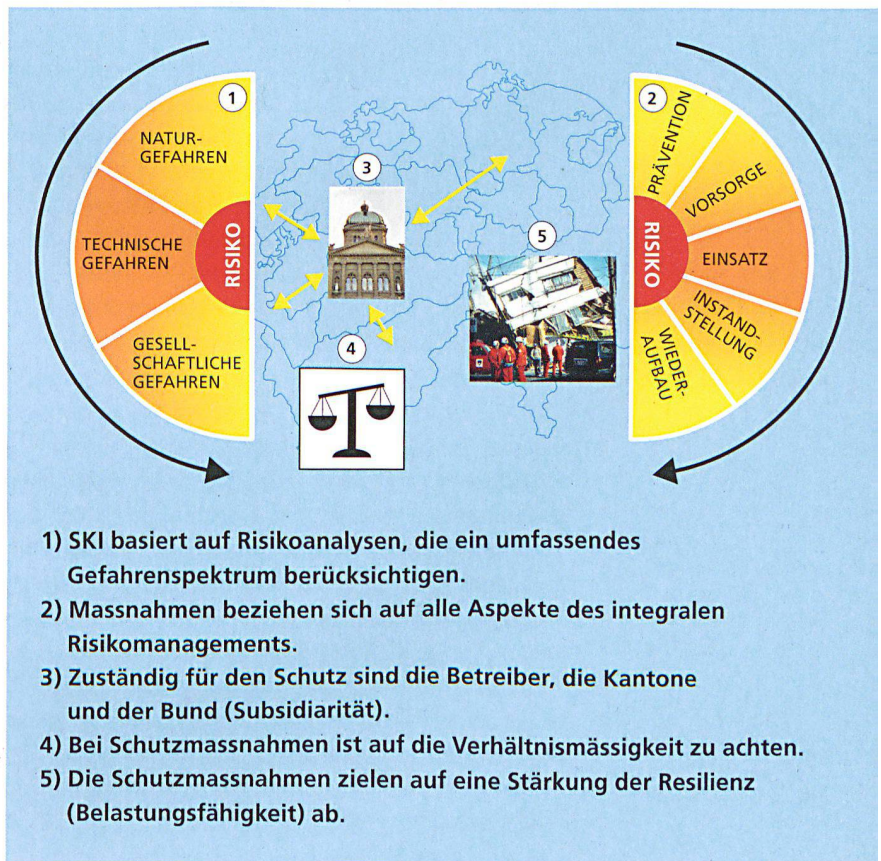 1
NATUR-
GEFAHREN
TECHNISCHE
GEFAHREN
GESELL-
SCHAFTLICHE
GEFAHREN
RISIKO
3
4
5
2
RISIKO
PRÄVENTION
VORSORGE
EINSATZ
INSTAND-
STELLUNG
WIEDER-
AUFBAU
1) SKI basiert auf Risikoanalysen, die ein umfassendes
Gefahrenspektrum berücksichtigen.
2) Massnahmen beziehen sich auf alle Aspekte des integralen
Risikomanagements.
3) Zuständig für den Schutz sind die Betreiber, die Kantone
und der Bund (Subsidiarität).
4) Bei Schutzmassnahmen ist auf die Verhältnismässigkeit zu achten.
5) Die Schutzmassnahmen zielen auf eine Stärkung der Resilienz
(Belastungsfähigkeit) ab.